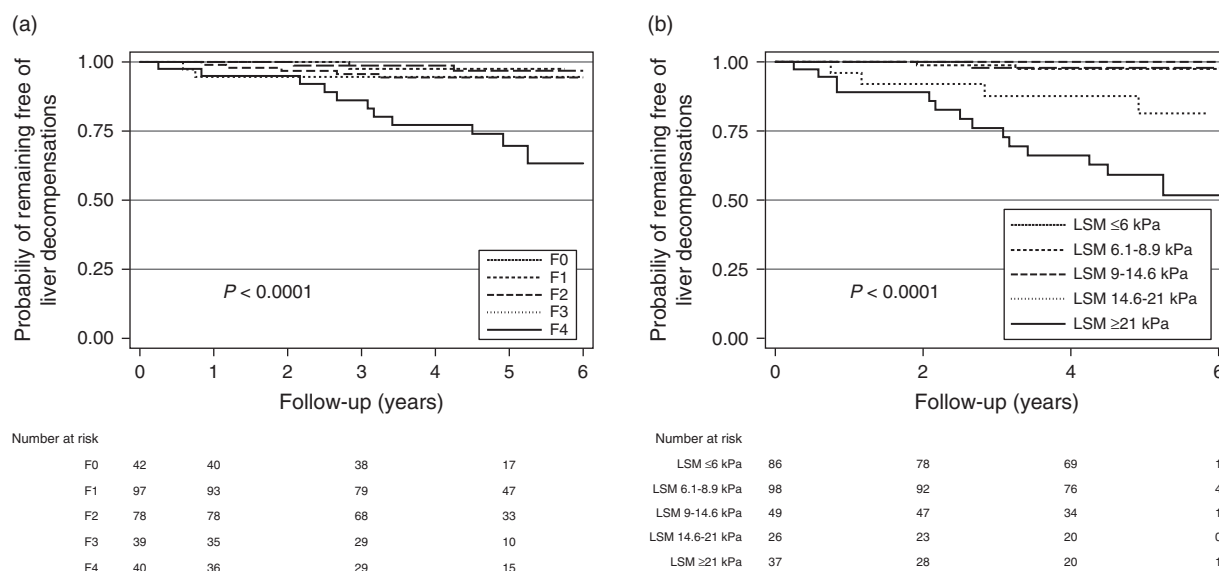 (a)
Probabiliy of remaining free of
liver decompensations
1.00
0.75
0.50
0.25
0.00
P < 0.0001
F0
F1
F2
F3
F4
0 1 2 3 4 5 6
Follow-up (years)
Number at risk
F0 42 40 38 17
F1 97 93 79 47
F2 78 78 68 33
F3 39 35 29 10
F4 40 36 29 15
(b)
Probabiliy of remaining free of
liver decompensations
1.00
0.75
0.50
0.25
0.00
P < 0.0001
LSM ≤6 kPa
LSM 6.1-8.9 kPa
LSM 9-14.6 kPa
LSM 14.6-21 kPa
LSM ≥21 kPa
0 2 4 6
Follow-up (years)
Number at risk
LSM ≤6 kPa 86 78 69 1
LSM 6.1-8.9 kPa 98 92 76 4
LSM 9-14.6 kPa 49 47 34 1
LSM 14.6-21 kPa 26 23 20 0
LSM ≥21 kPa 37 28 20 1